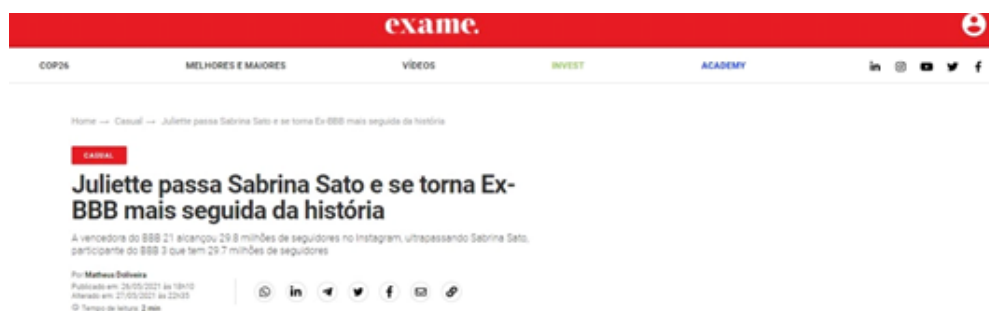 exame.
COP26 MELHORES E MAIORES VÍDEOS INVEST ACADEMY
Home → Casual → Juliette passa Sabrina Sato e se torna Ex-BBB mais seguida da história
CASUAL
Juliette passa Sabrina Sato e se torna Ex-
BBB mais seguida da história
A vencedora do BBB 21 alcançou 29.8 milhões de seguidores no Instagram, ultrapassando Sabrina Sato,
participante do BBB 3 que tem 29.7 milhões de seguidores
Por Matheus Doliveira
Publicado em: 26/05/2021 às 18h10
Alterado em: 27/05/2021 às 22h35
Tempo de leitura: 2 min